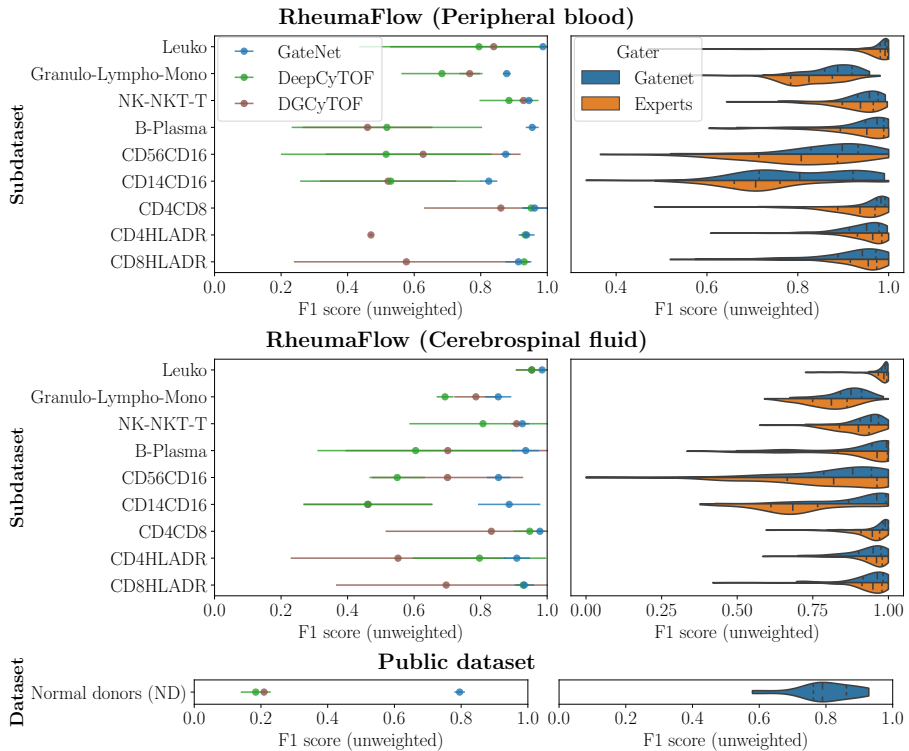 RheumaFlow (Peripheral blood)
Subdataset
Leuko
Granulo-Lympho-Mono
NK-NKT-T
B-Plasma
CD56CD16
CD14CD16
CD4CD8
CD4HLADR
CD8HLADR
GateNet
DeepCyTOF
DGCyTOF
0.0 0.2 0.4 0.6 0.8 1.0
F1 score (unweighted)
Gater
Gatenet
Experts
0.4 0.6 0.8 1.0
F1 score (unweighted)
RheumaFlow (Cerebrospinal fluid)
Subdataset
Leuko
Granulo-Lympho-Mono
NK-NKT-T
B-Plasma
CD56CD16
CD14CD16
CD4CD8
CD4HLADR
CD8HLADR
0.0 0.2 0.4 0.6 0.8 1.0
F1 score (unweighted)
0.00 0.25 0.50 0.75 1.00
F1 score (unweighted)
Public dataset
Dataset
Normal donors (ND)
0.0 0.2 0.4 0.6 0.8 1.0
F1 score (unweighted)
0.0 0.2 0.4 0.6 0.8 1.0
F1 score (unweighted)